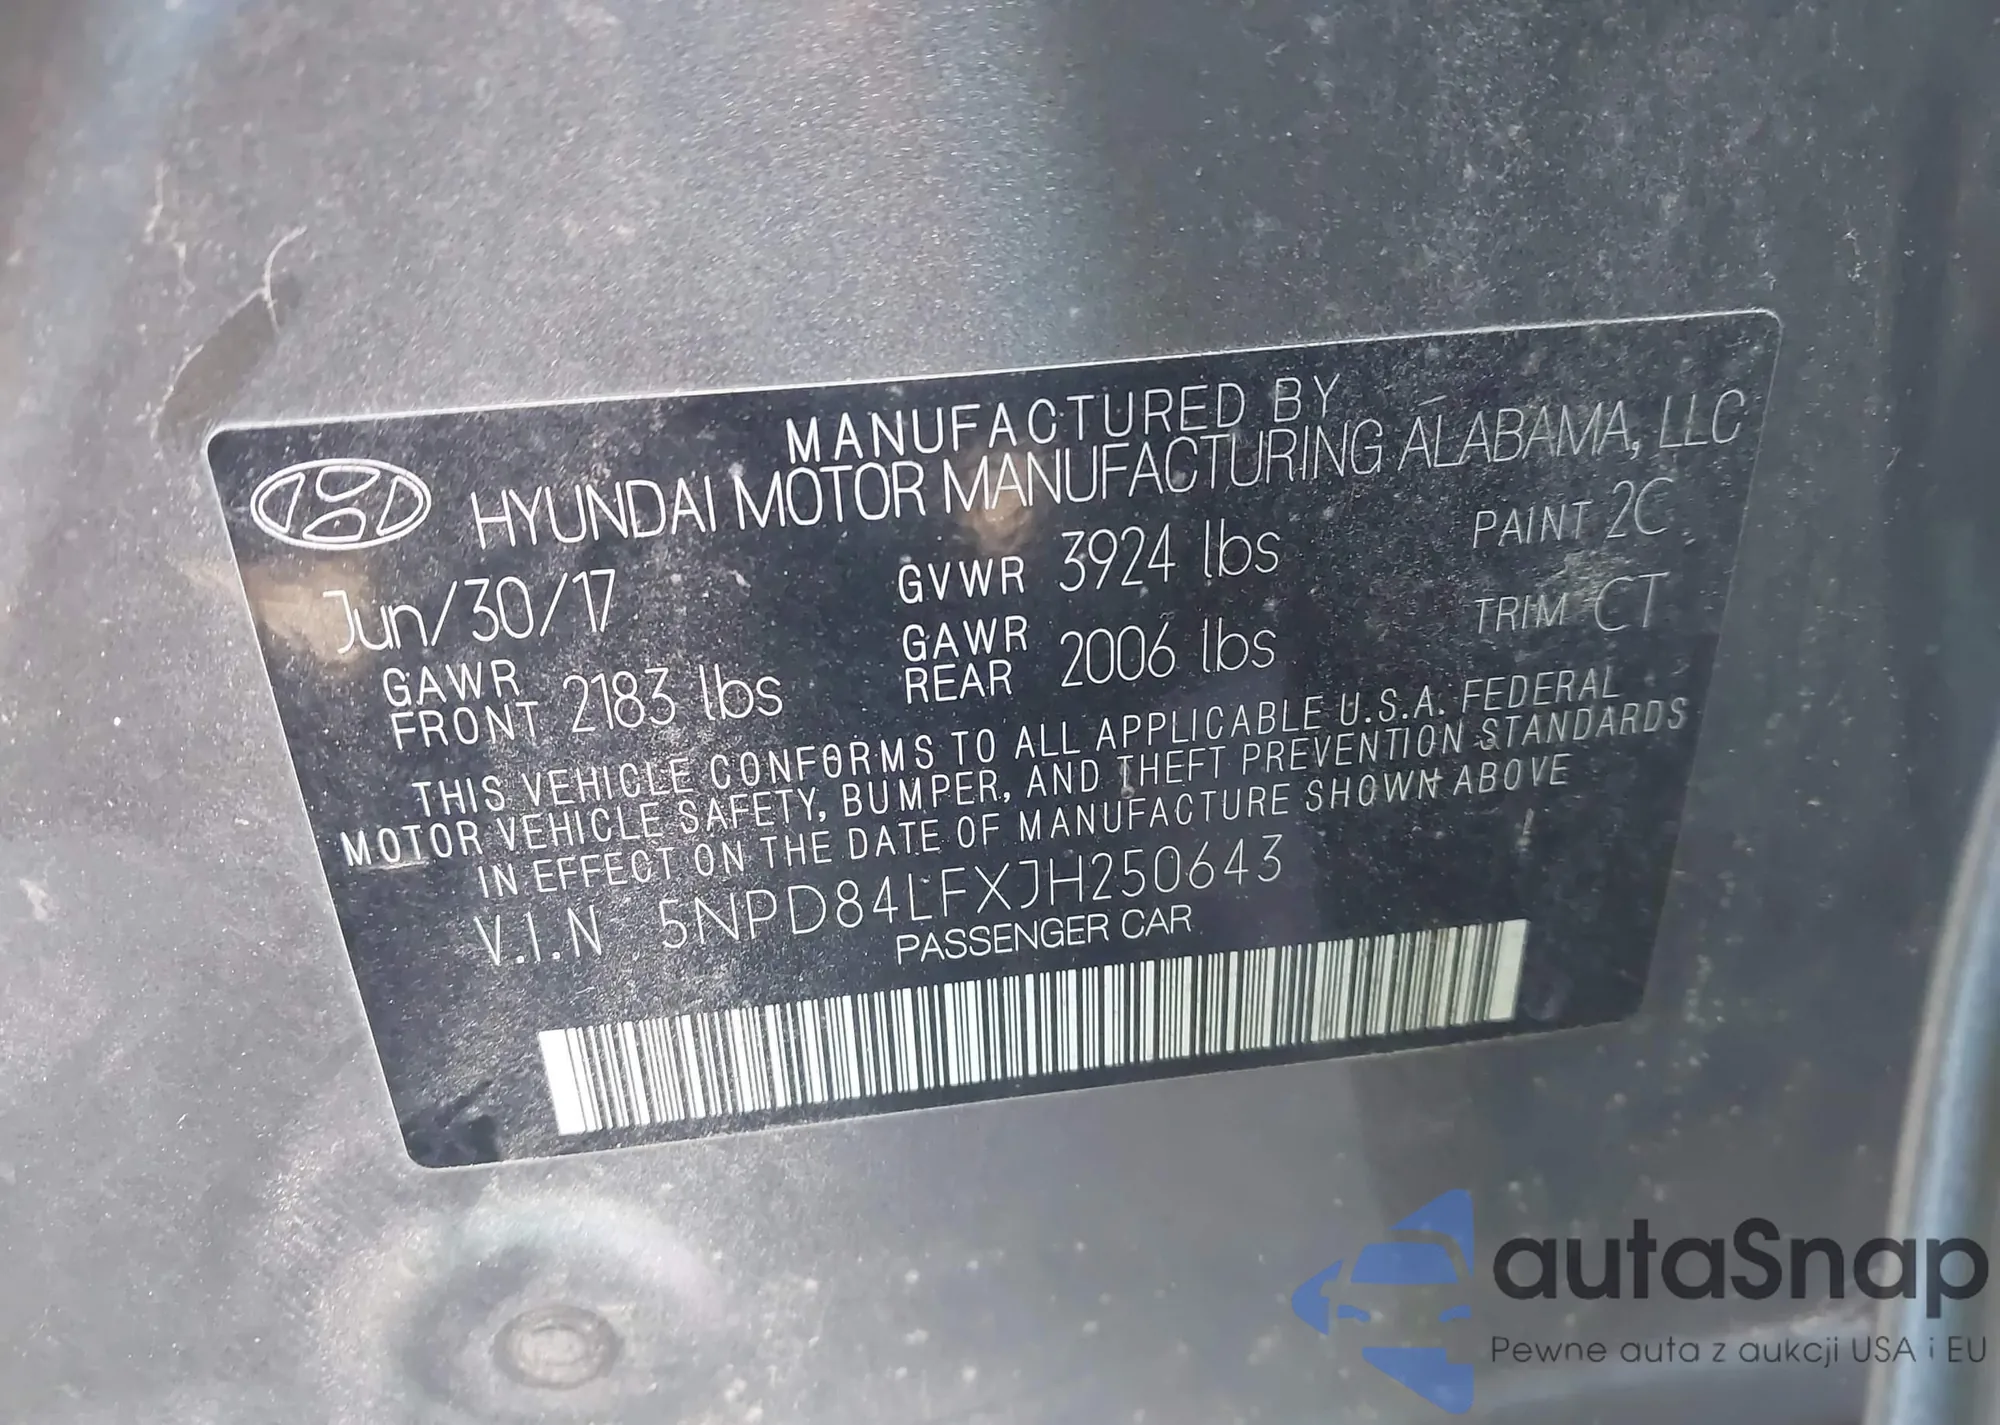 MANUFACTURED BY
HYUNDAI MOTOR MANUFACTURING ALABAMA, LLC
Jun/30/17 GVWR 3924 lbs PAINT 2C
GAWR FRONT 2183 lbs GAWR REAR 2006 lbs TRIM CT
THIS VEHICLE CONFORMS TO ALL APPLICABLE U.S.A. FEDERAL
MOTOR VEHICLE SAFETY, BUMPER, AND THEFT PREVENTION STANDARDS
IN EFFECT ON THE DATE OF MANUFACTURE SHOWN ABOVE
V.I.N 5NPD84LFXJH250643
PASSENGER CAR
autaSnap
Pewne auta z aukcji USA i EU